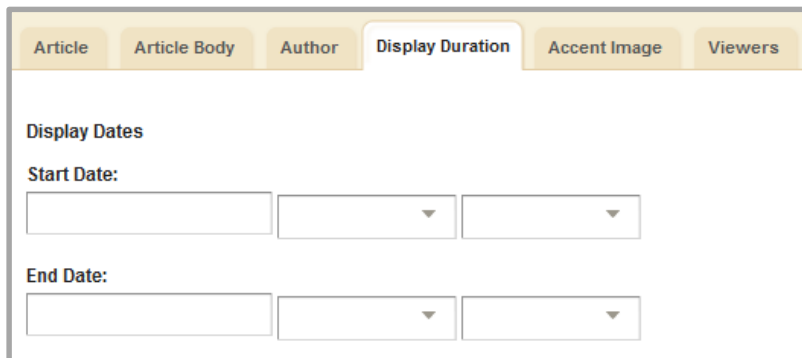 Article Article Body Author Display Duration Accent Image Viewers
Display Dates
Start Date:
End Date: